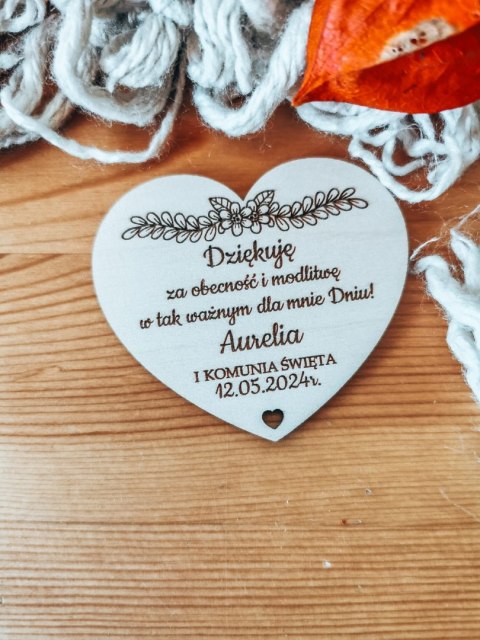 Dziękuję
za obecność i modlitwę
w tak ważnym dla mnie Dniu!
Aurelia
I KOMUNIA ŚWIĘTA
12.05.2024r.